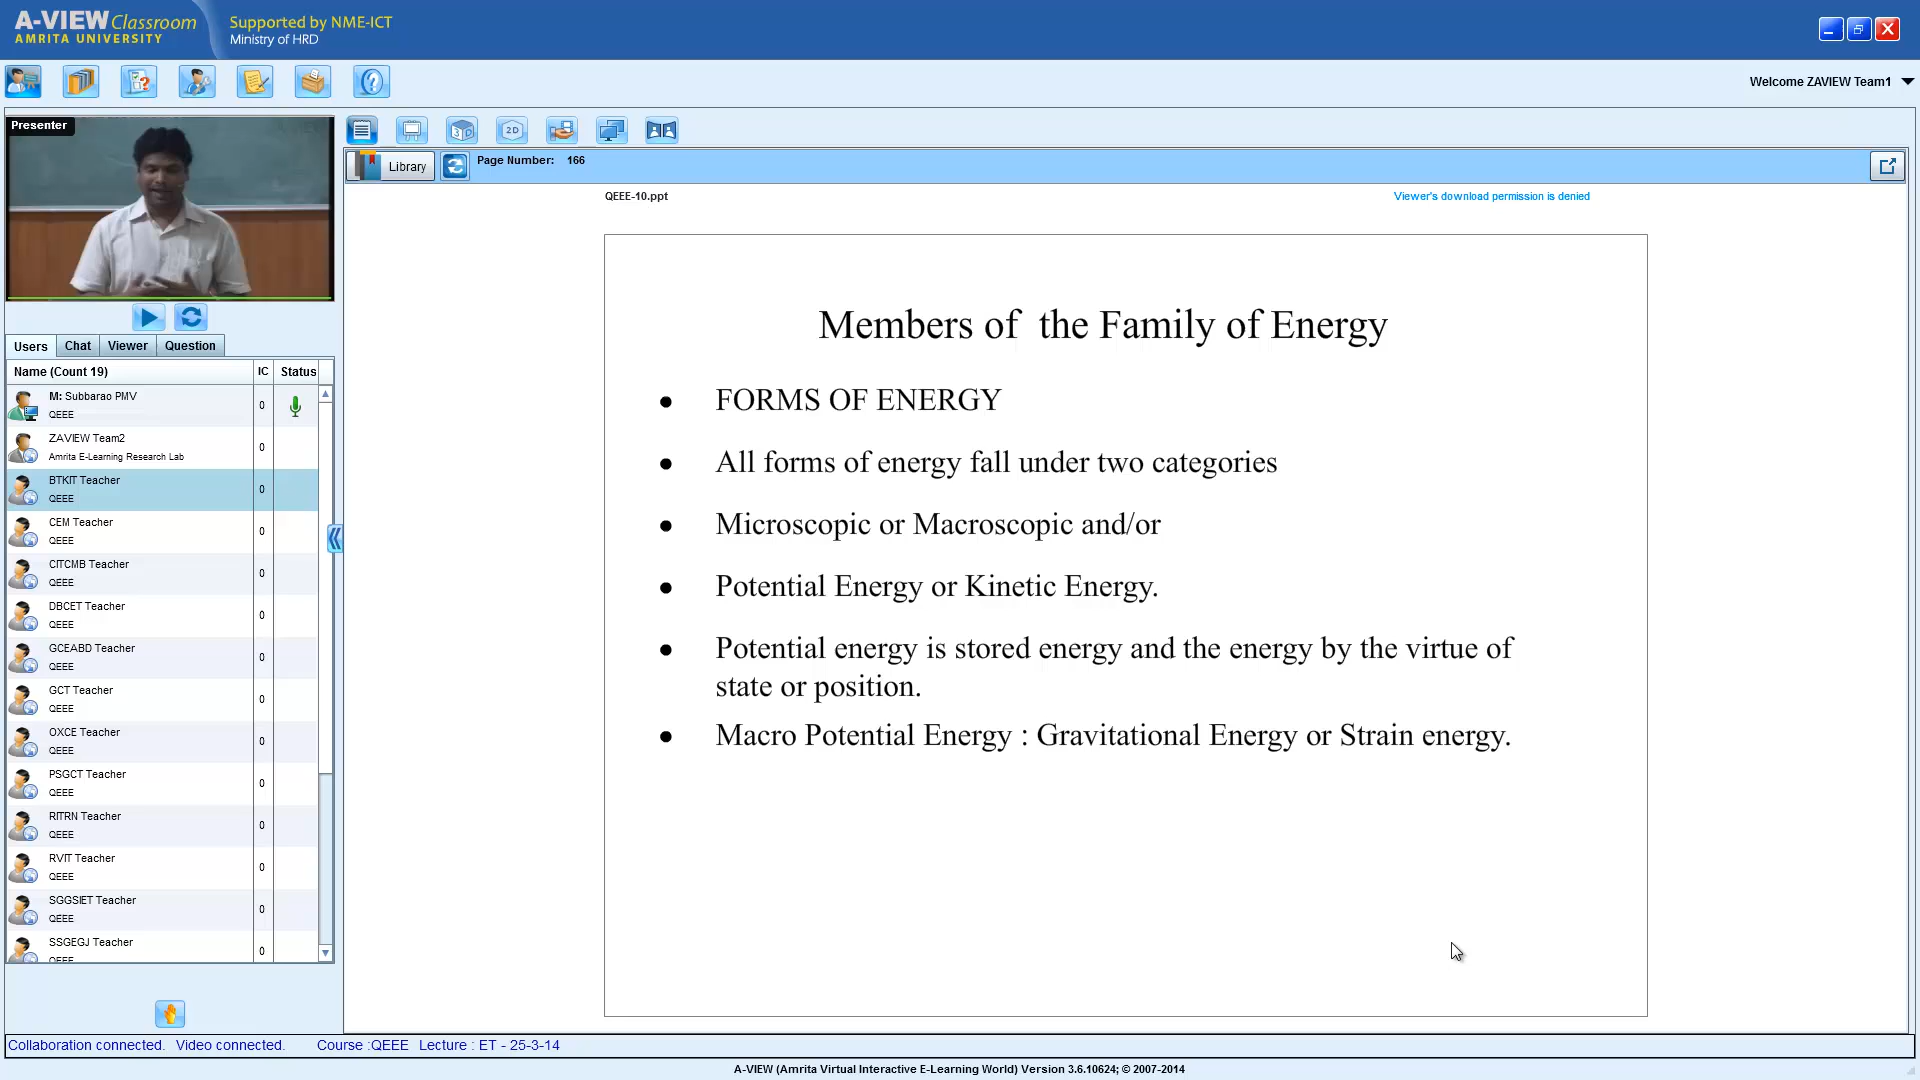 A-VIEW Classroom
AMRITA UNIVERSITY
Supported by NME-ICT
Ministry of HRD
Welcome ZAVIEW Team1
Presenter
Library
Page Number: 166
QEEE-10.ppt
Viewer's download permission is denied
Users Chat Viewer Question
Name (Count 19) IC Status
M: Subbarao PMV
QEEE
0
ZAVIEW Team2
Amrita E-Learning Research Lab
0
BTKIT Teacher
QEEE
0
CEM Teacher
QEEE
0
CITCMB Teacher
QEEE
0
DBCET Teacher
QEEE
0
GCEABD Teacher
QEEE
0
GCT Teacher
QEEE
0
OXCE Teacher
QEEE
0
PSGCT Teacher
QEEE
0
RITRN Teacher
QEEE
0
RVIT Teacher
QEEE
0
SGGSIET Teacher
QEEE
0
SSGEGJ Teacher
QEEE
0
Members of the Family of Energy
• FORMS OF ENERGY
• All forms of energy fall under two categories
• Microscopic or Macroscopic and/or
• Potential Energy or Kinetic Energy.
• Potential energy is stored energy and the energy by the virtue of
state or position.
• Macro Potential Energy : Gravitational Energy or Strain energy.
Collaboration connected. Video connected. Course :QEEE Lecture : ET - 25-3-14
A-VIEW (Amrita Virtual Interactive E-Learning World) Version 3.6.10624; © 2007-2014
3D
2D